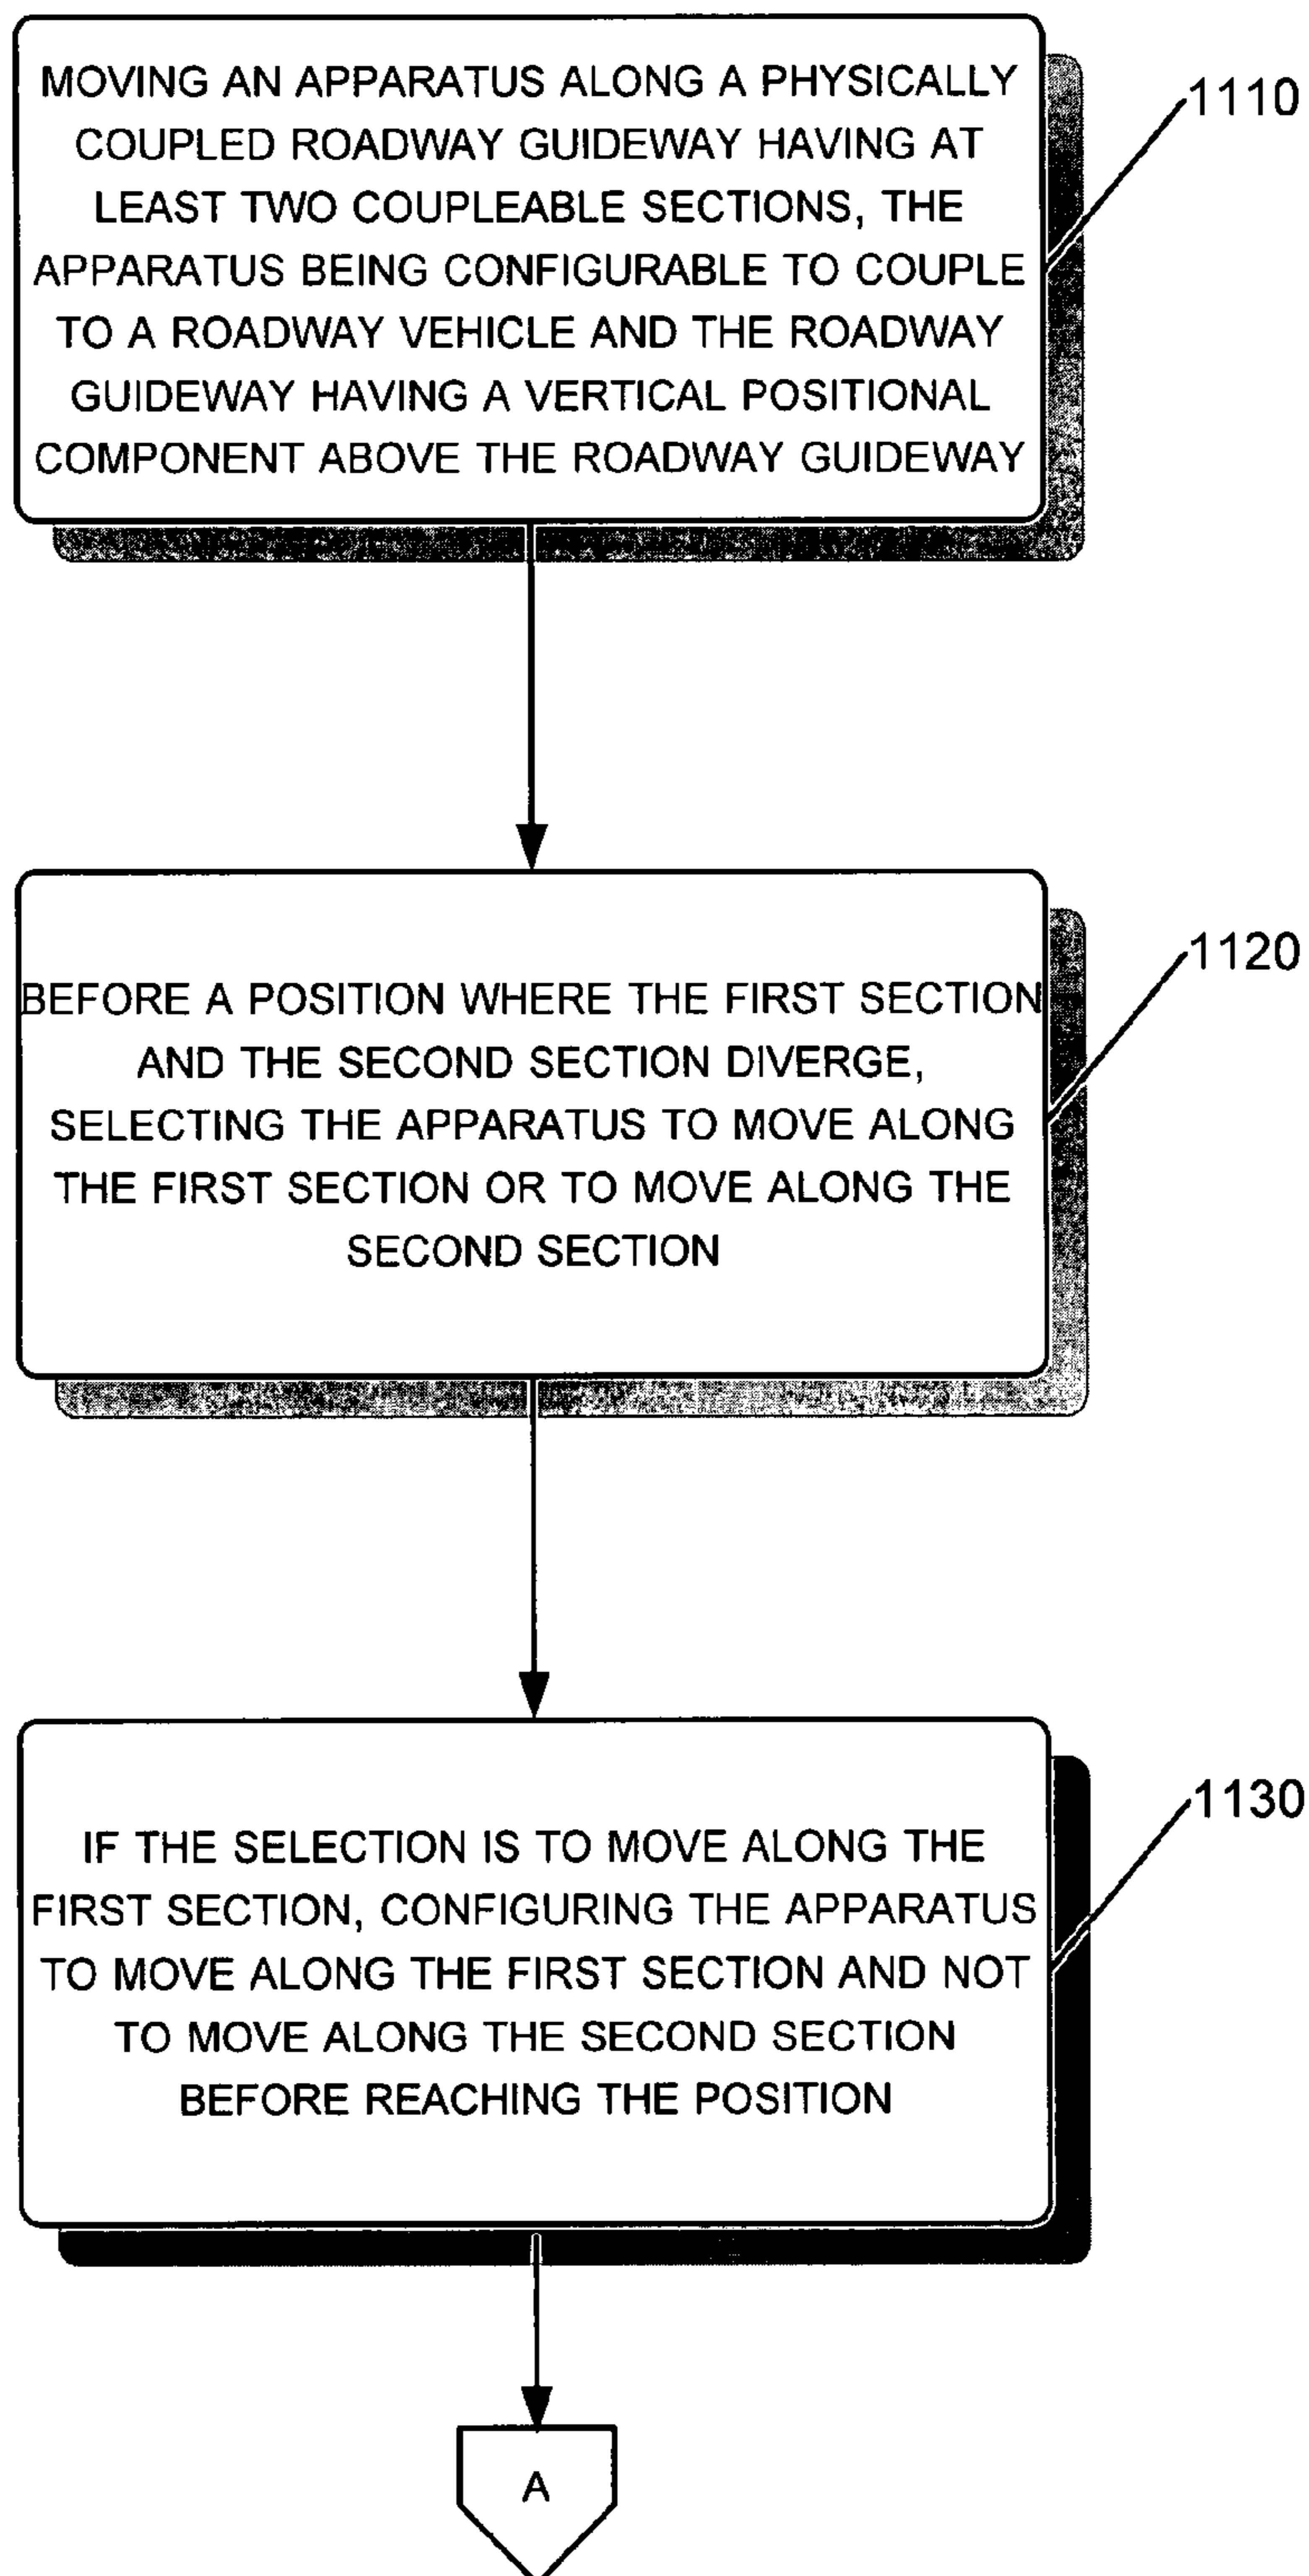 MOVING AN APPARATUS ALONG A PHYSICALLY
COUPLED ROADWAY GUIDEWAY HAVING AT
LEAST TWO COUPLEABLE SECTIONS, THE
APPARATUS BEING CONFIGURABLE TO COUPLE
TO A ROADWAY VEHICLE AND THE ROADWAY
GUIDEWAY HAVING A VERTICAL POSITIONAL
COMPONENT ABOVE THE ROADWAY GUIDEWAY
1110
BEFORE A POSITION WHERE THE FIRST SECTION
AND THE SECOND SECTION DIVERGE,
SELECTING THE APPARATUS TO MOVE ALONG
THE FIRST SECTION OR TO MOVE ALONG THE
SECOND SECTION
1120
IF THE SELECTION IS TO MOVE ALONG THE
FIRST SECTION, CONFIGURING THE APPARATUS
TO MOVE ALONG THE FIRST SECTION AND NOT
TO MOVE ALONG THE SECOND SECTION
BEFORE REACHING THE POSITION
1130
A